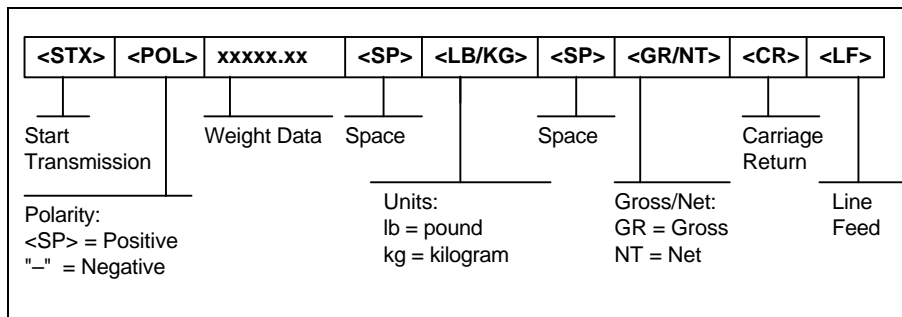 <STX> <POL> xxxxx.xx <SP> <LB/KG> <SP> <GR/NT> <CR> <LF>
Start
Transmission
Weight Data
Space
Space
Carriage
Return
Polarity:
<SP> = Positive
"–" = Negative
Units:
lb = pound
kg = kilogram
Gross/Net:
GR = Gross
NT = Net
Line
Feed